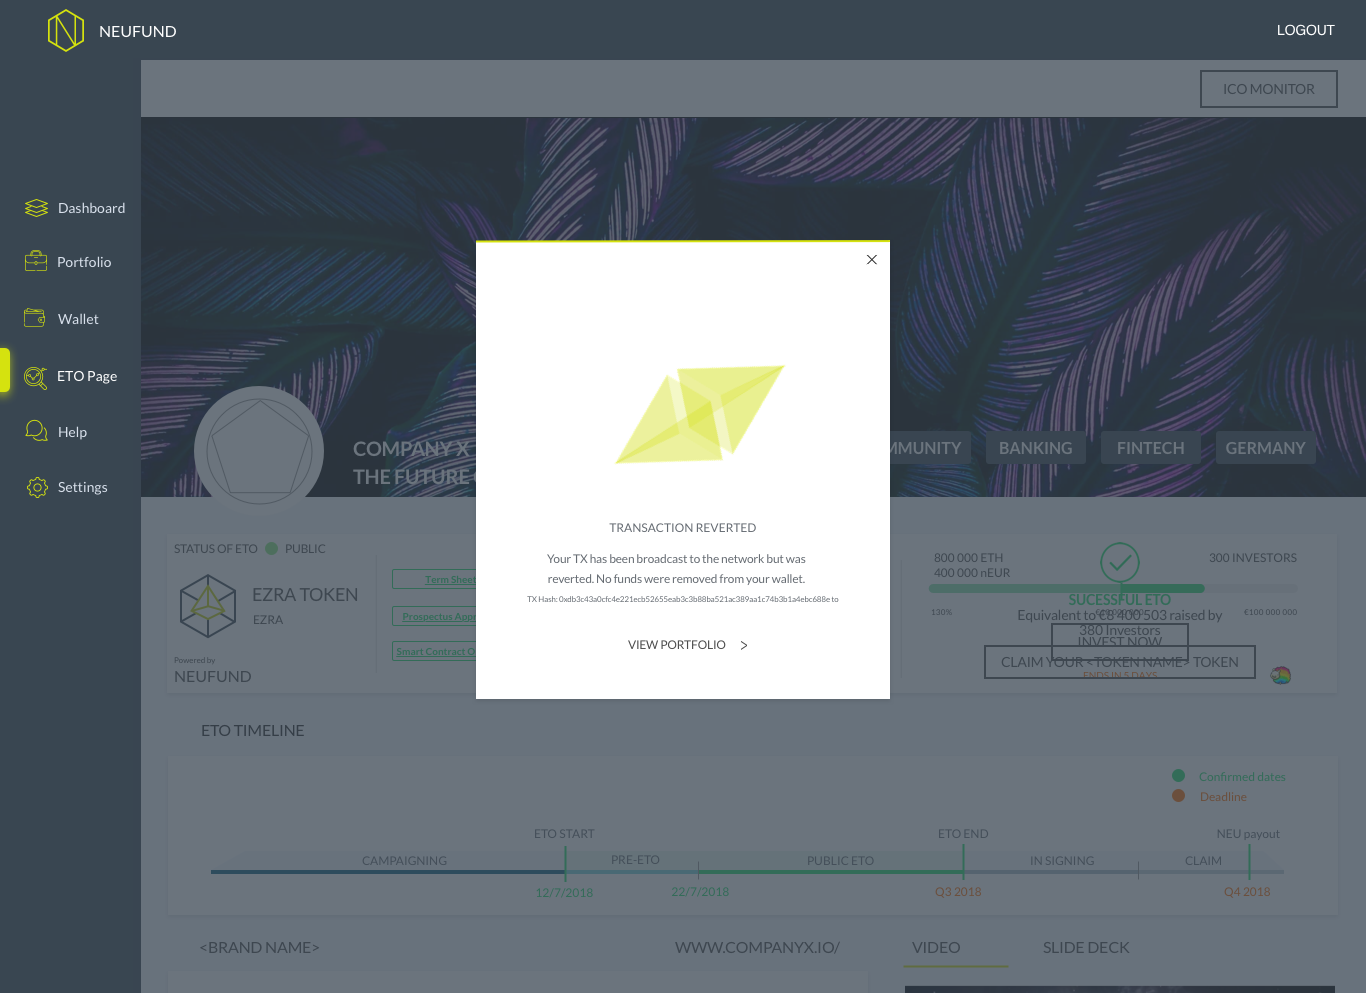 NEUFUND
LOGOUT
ICO MONITOR
Dashboard
Portfolio
Wallet
ETO Page
Help
Settings
COMPANY X
THE FUTURE
MMUNITY
BANKING
FINTECH
GERMANY
TRANSACTION REVERTED
Your TX has been broadcast to the network but was
reverted. No funds were removed from your wallet.
TX Hash: 0xdb3c43a0cfc4e221ecb52655eab3c3b88ba521ac389aa1c74b3b1a4ebc688e to
VIEW PORTFOLIO >
STATUS OF ETO PUBLIC
EZRA TOKEN
EZRA
Powered by
NEUFUND
Term Sheet
Prospectus Appr
Smart Contract O
800 000 ETH
400 000 nEUR
300 INVESTORS
130%
€100 000 000
SUCESSFUL ETO
Equivalent to €8 400 503 raised by
380 Investors
INVEST NOW
CLAIM YOUR <TOKEN NAME> TOKEN
ENDS IN 5 DAYS
ETO TIMELINE
Confirmed dates
Deadline
ETO START
ETO END
NEU payout
CAMPAIGNING
PRE-ETO
PUBLIC ETO
IN SIGNING
CLAIM
12/7/2018
22/7/2018
Q3 2018
Q4 2018
<BRAND NAME>
WWW.COMPANYX.IO/
VIDEO
SLIDE DECK